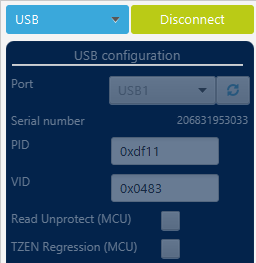 USB Disconnect
USB configuration
Port USB1
Serial number 206831953033
PID 0xdf11
VID 0x0483
Read Unprotect (MCU)
TZEN Regression (MCU)